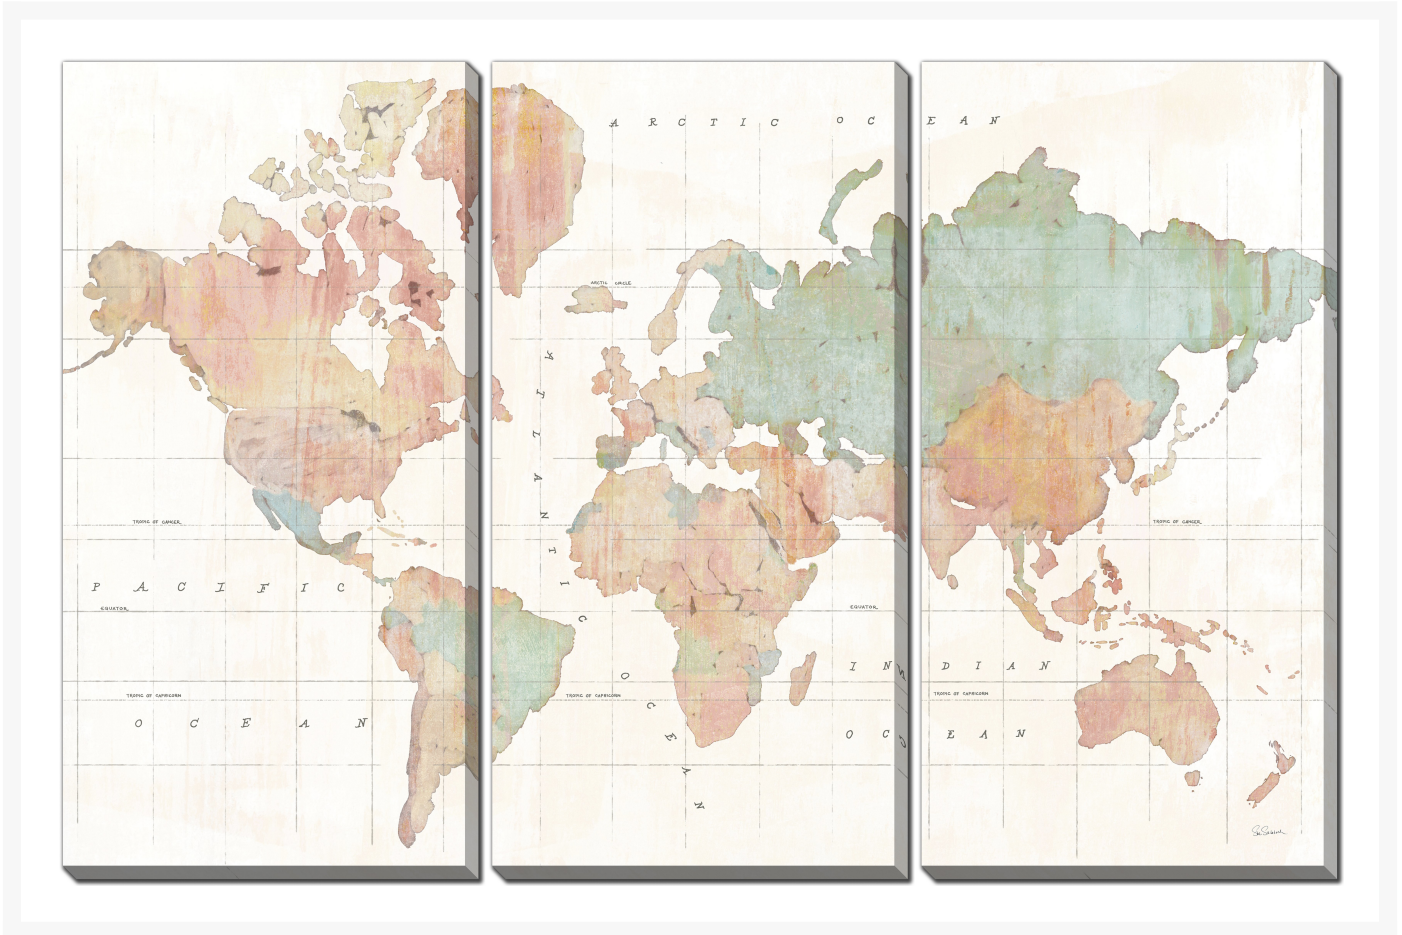 ARCTIC OCEAN
ARCTIC CIRCLE
ATLANTIC OCEAN
TROPIC OF CANCER
TROPIC OF CANCER
PACIFIC
OCEAN
EQUATOR
EQUATOR
INDIAN
OCEAN
TROPIC OF CAPRICORN
TROPIC OF CAPRICORN
TROPIC OF CAPRICORN